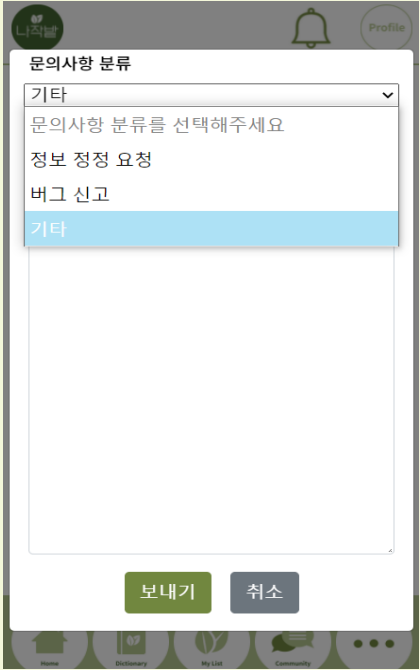 나작밭
Profile
문의사항 분류
기타
문의사항 분류를 선택해주세요
정보 정정 요청
버그 신고
기타
보내기
취소
Home
Dictionary
My List
Community